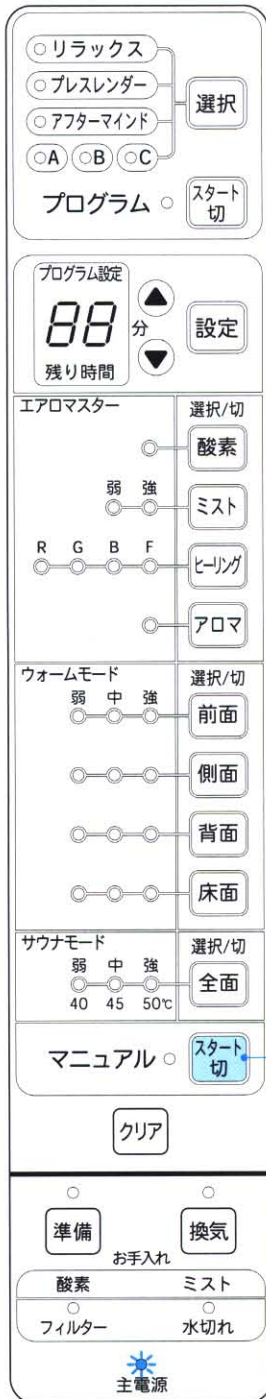 リラックス
プレスレンダー
アフターマインド
選択
A B C
プログラム
スタート
切
プログラム設定
88 分
設定
残り時間
エアロマスター
選択/切
酸素
弱 強
ミスト
R G B F
ヒーリング
アロマ
ウォームモード
選択/切
弱 中 強
前面
側面
背面
床面
サウナモード
選択/切
弱 中 強
全面
40 45 50℃
マニュアル
スタート
切
クリア
準備
換気
お手入れ
酸素 ミスト
フィルター 水切れ
主電源